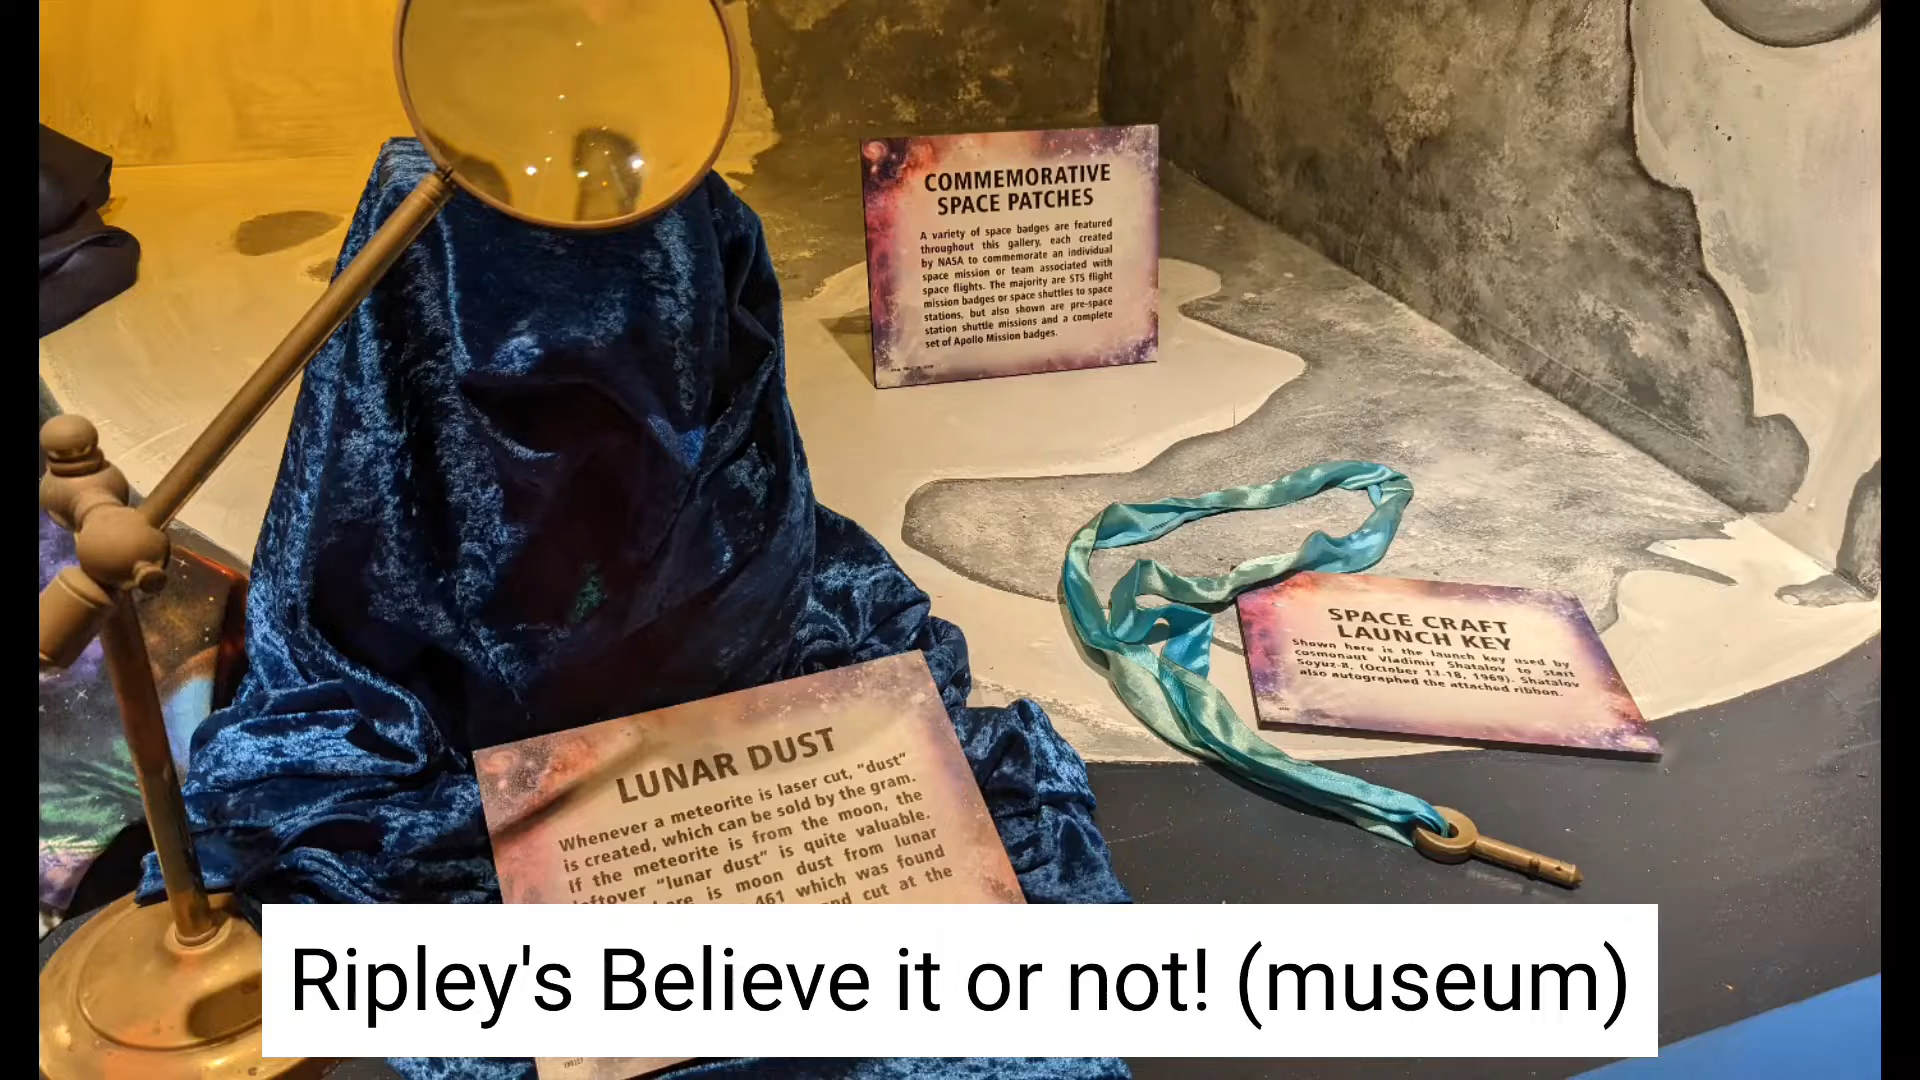 COMMEMORATIVE
SPACE PATCHES
A variety of space badges are featured
throughout this gallery, each created
by NASA to commemorate an individual
space mission or team associated with
space flights. The majority are STS flight
mission badges or space shuttles to space
stations, but also shown are pre-space
station shuttle missions and a complete
set of Apollo Mission badges.
SPACE CRAFT
LAUNCH KEY
Shown here is the launch key used by
cosmonaut Vladimir Shatalov to start
Soyuz-8, (October 13-18, 1969). Shatalov
also autographed the attached ribbon.
LUNAR DUST
Whenever a meteorite is laser cut, “dust”
is created, which can be sold by the gram.
If the meteorite is from the moon, the
leftover “lunar dust” is quite valuable.
is moon dust from lunar
461 which was found
cut at the
Ripley's Believe it or not! (museum)